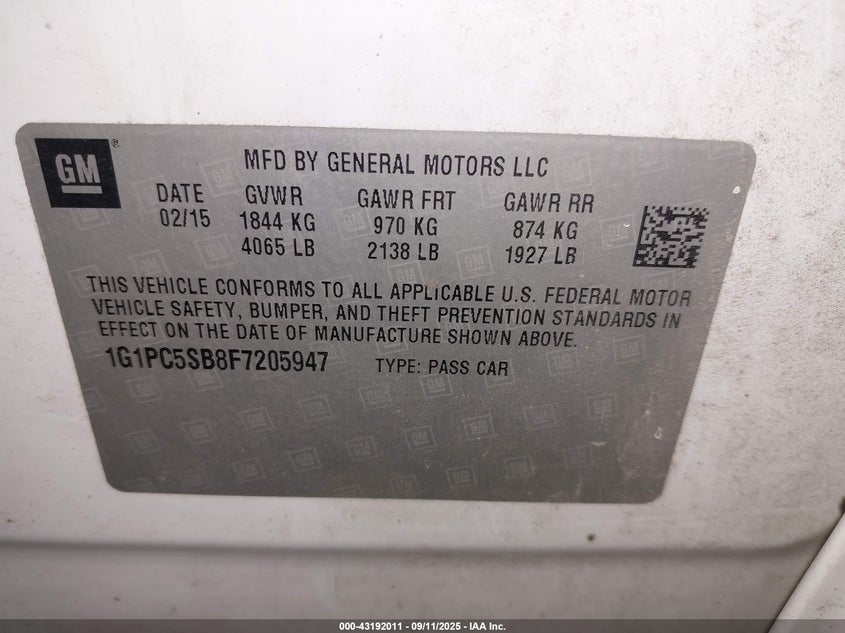 GM
MFD BY GENERAL MOTORS LLC
DATE GVWR GAWR FRT GAWR RR
02/15 1844 KG 970 KG 874 KG
4065 LB 2138 LB 1927 LB
THIS VEHICLE CONFORMS TO ALL APPLICABLE U.S. FEDERAL MOTOR
VEHICLE SAFETY, BUMPER, AND THEFT PREVENTION STANDARDS IN
EFFECT ON THE DATE OF MANUFACTURE SHOWN ABOVE.
1G1PC5SB8F7205947 TYPE: PASS CAR
000-43192011 - 09/11/2025 - IAA Inc.